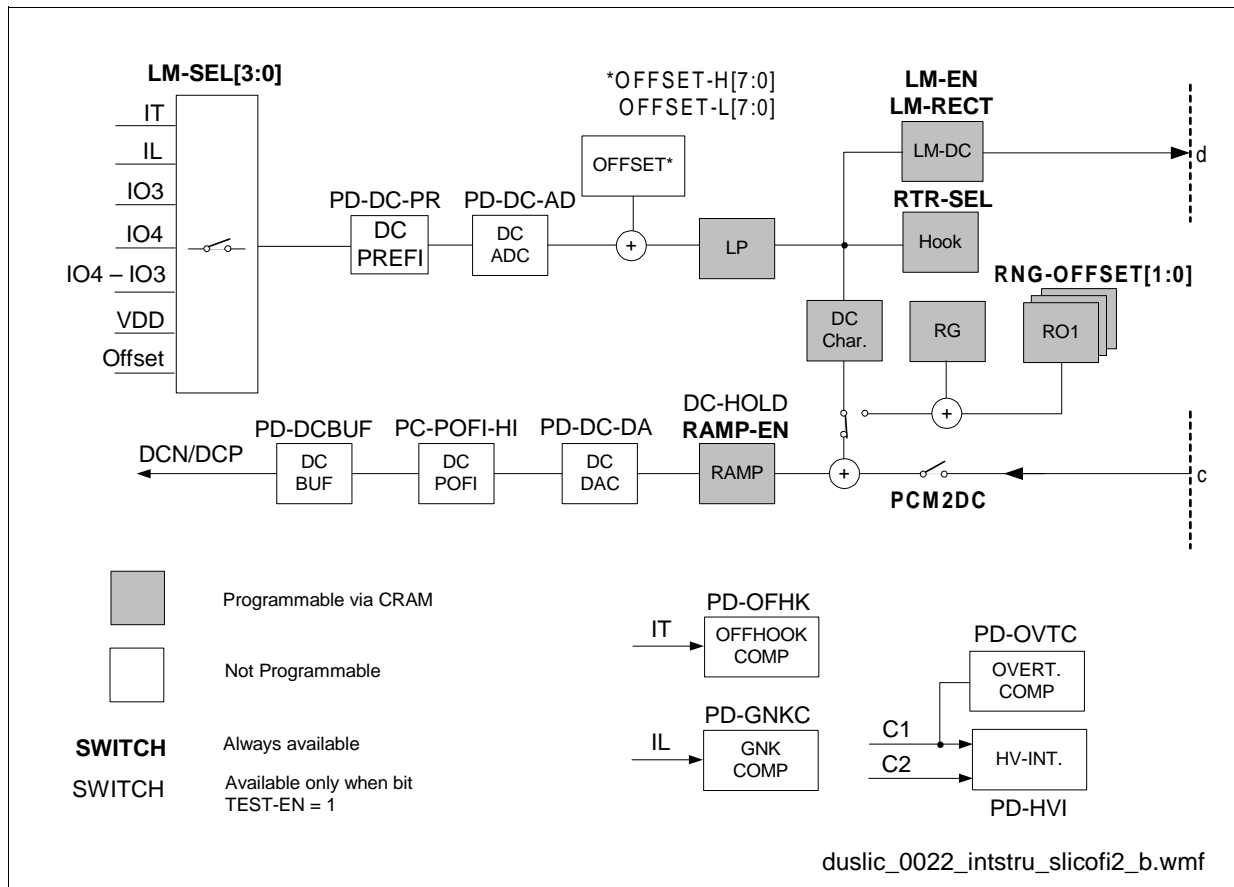 LM-SEL[3:0]
IT
IL
IO3
IO4
IO4 – IO3
VDD
Offset
*OFFSET-H[7:0]
OFFSET-L[7:0]
OFFSET*
PD-DC-PR
DC
PREFI
PD-DC-AD
DC
ADC
+
LP
LM-EN
LM-RECT
LM-DC
d
RTR-SEL
Hook
RNG-OFFSET[1:0]
DC
Char.
RG
RO1
+
DC-HOLD
RAMP-EN
PD-DCBUF
PC-POFI-HI
PD-DC-DA
DCN/DCP
DC
BUF
DC
POFI
DC
DAC
RAMP
+
PCM2DC
c
Programmable via CRAM
Not Programmable
SWITCH
Always available
SWITCH
Available only when bit
TEST-EN = 1
PD-OFHK
IT
OFFHOOK
COMP
PD-GNKC
IL
GNK
COMP
PD-OVTC
OVERT.
COMP
C1
C2
HV-INT.
PD-HVI
duslic_0022_intstru_slicofi2_b.wmf